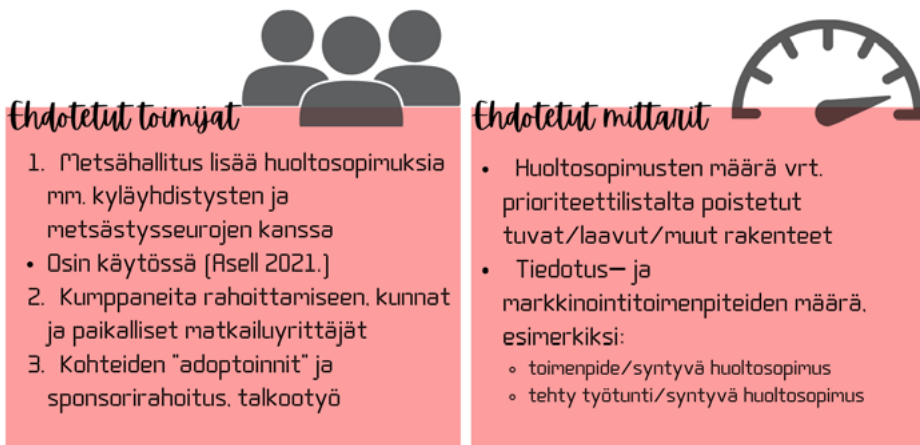 Ehdotetut toimijat
1. Metsähallitus lisää huoltosopimuksia
mm. kyläyhdistysten ja
metsästysseurojen kanssa
• Osin käytössä (Asell 2021.)
2. Kumppaneita rahoittamiseen, kunnat
ja paikalliset matkailuyrittäjät
3. Kohteiden "adoptoinnit" ja
sponsorirahoitus, talkootyö
Ehdotetut mittarit
• Huoltosopimusten määrä vrt.
prioriteettilistalta poistetut
tuvat/laavut/muut rakenteet
• Tiedotus– ja
markkinointitoimenpiteiden määrä,
esimerkiksi:
◦ toimenpide/syntyvä huoltosopimus
◦ tehty työtunti/syntyvä huoltosopimus